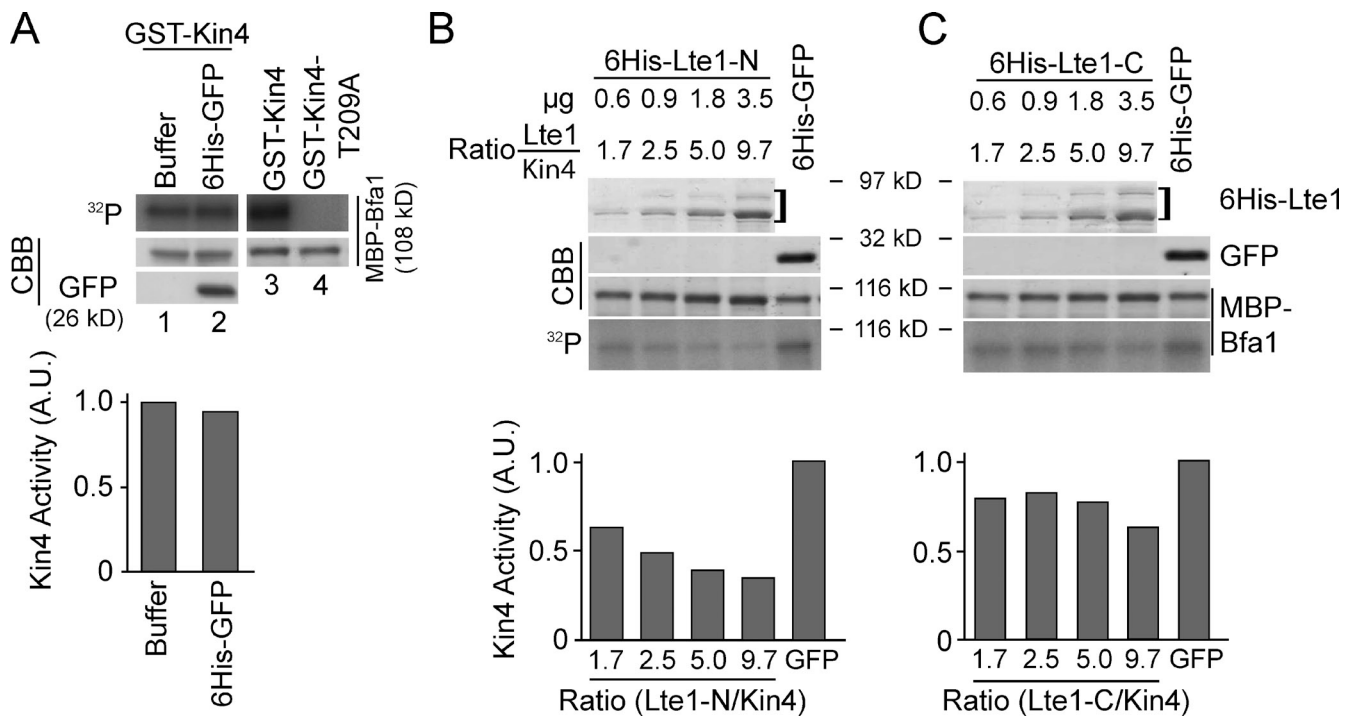 A
GST-Kin4
Buffer
6His-GFP
GST-Kin4
GST-Kin4-
T209A
32P
MBP-Bfa1
(108 kD)
CBB
GFP
(26 kD)
1 2 3 4
Kin4 Activity (A.U.)
1.0
0.5
0
Buffer
6His-GFP
B
6His-Lte1-N
6His-GFP
µg 0.6 0.9 1.8 3.5
Ratio Lte1
Kin4
1.7 2.5 5.0 9.7
– 97 kD –
– 32 kD –
– 116 kD –
– 116 kD –
CBB
32P
Kin4 Activity (A.U.)
1.0
0.5
0
1.7 2.5 5.0 9.7 GFP
Ratio (Lte1-N/Kin4)
C
6His-Lte1-C
6His-GFP
0.6 0.9 1.8 3.5
1.7 2.5 5.0 9.7
6His-Lte1
GFP
MBP-
Bfa1
1.0
0.5
0
1.7 2.5 5.0 9.7 GFP
Ratio (Lte1-C/Kin4)